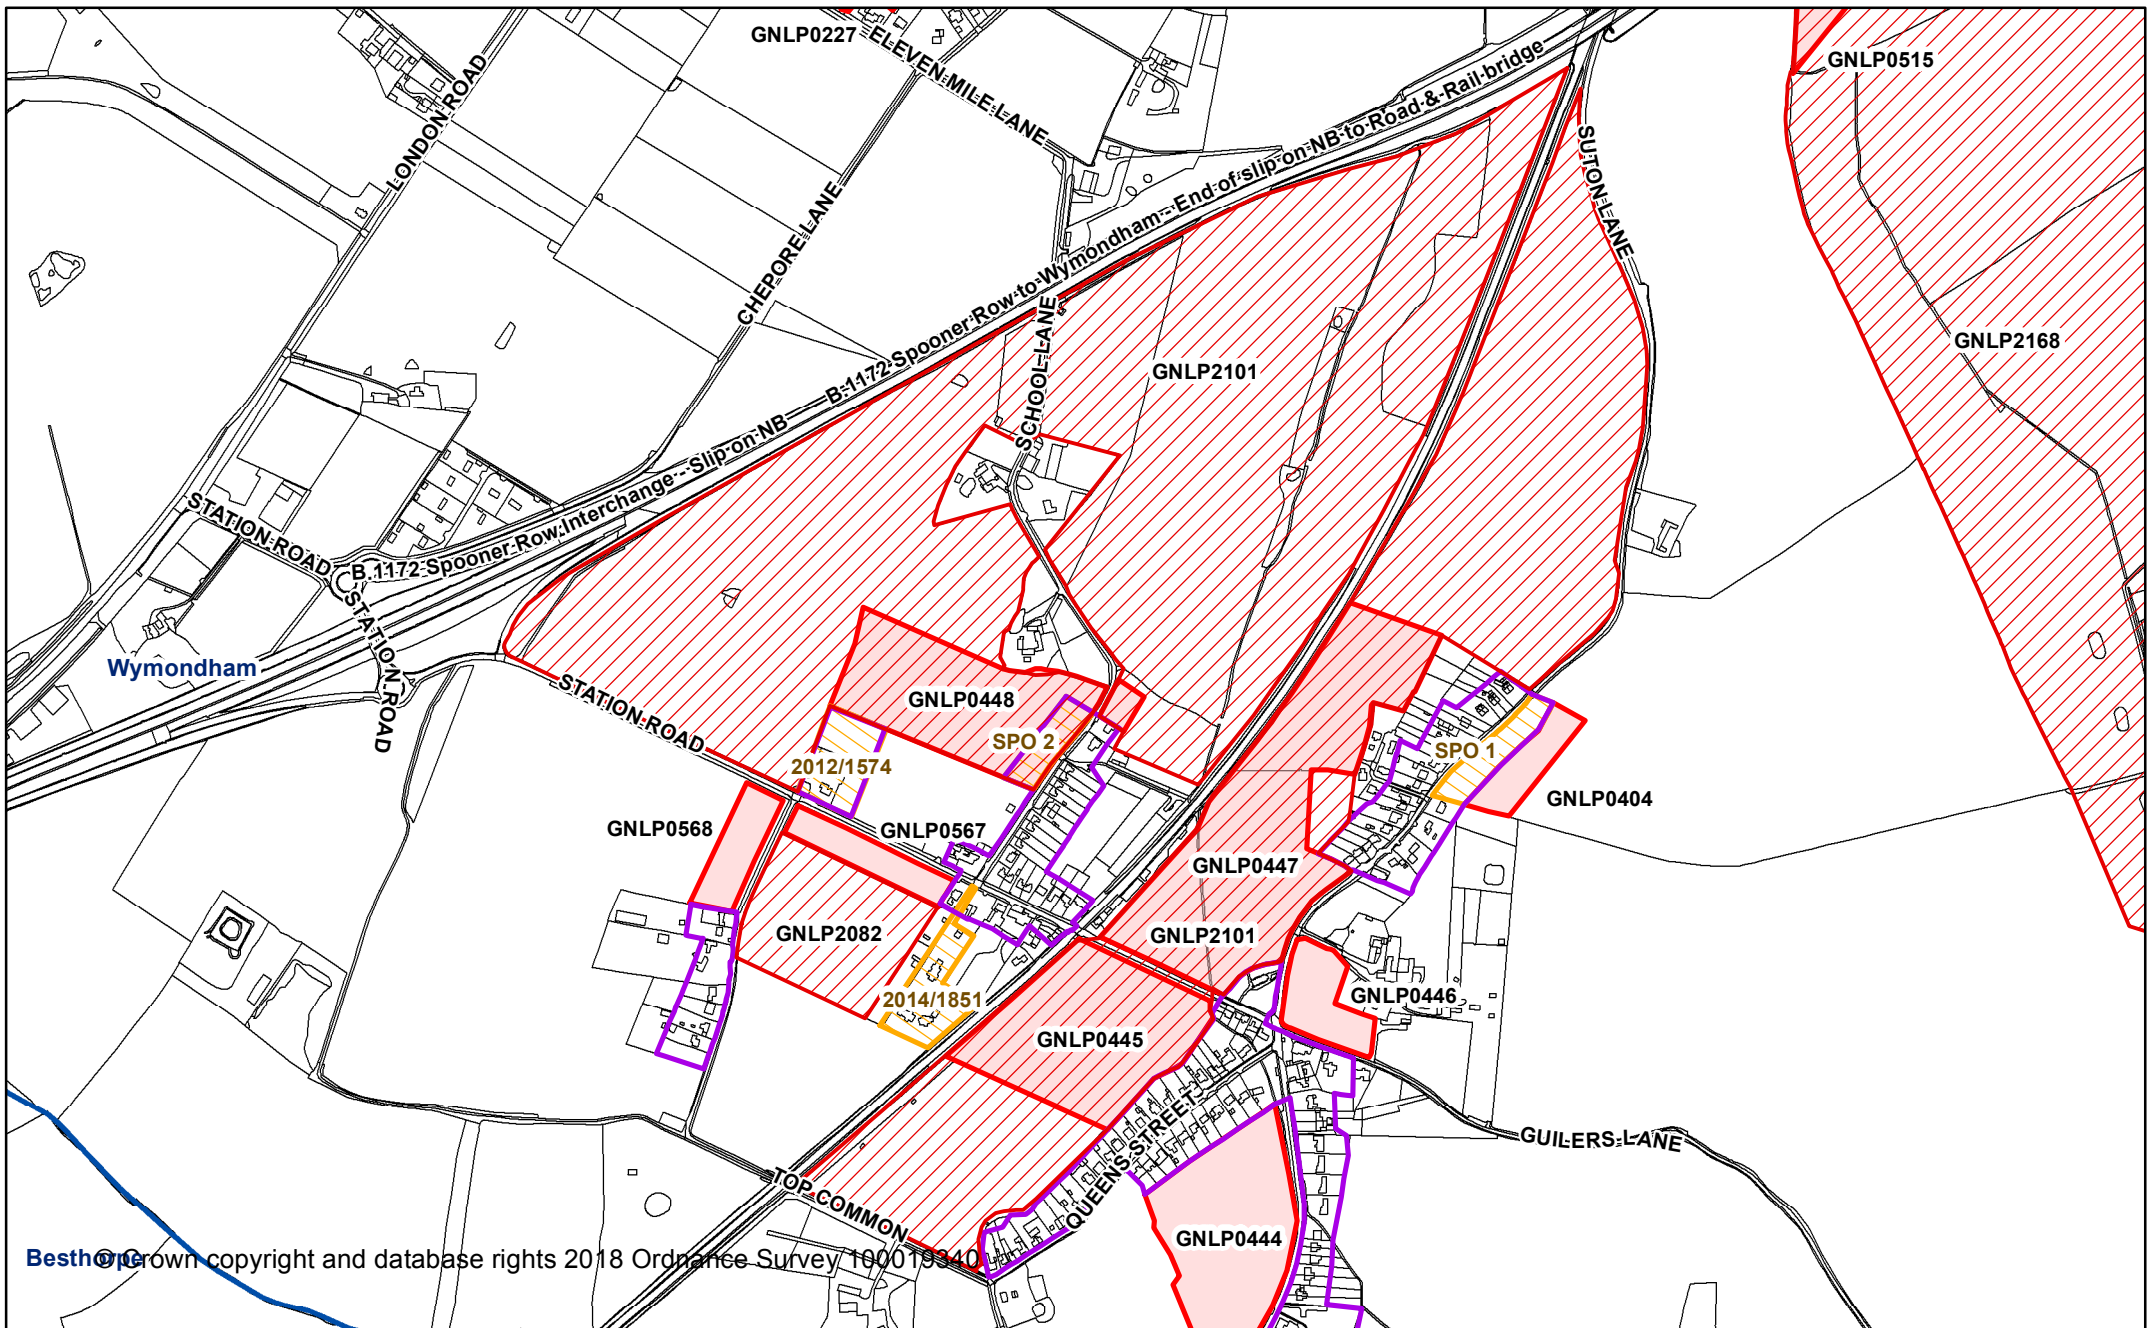 GNLP0227
ELEVEN MILE LANE
GNLP0515
LONDON ROAD
SUTON LANE
CHEPORE LANE
B 1172 Spooner Row to Wymondham - End of slip on NB to Road & Rail bridge
GNLP2168
SCHOOL LANE
GNLP2101
B 1172 Spooner Row Interchange - Slip on NB
STATION ROAD
STATION ROAD
Wymondham
STATION ROAD
GNLP0448
SPO 2
SPO 1
2012/1574
GNLP0404
GNLP0568
GNLP0567
GNLP0447
GNLP2082
GNLP2101
GNLP0446
2014/1851
GNLP0445
QUEENS STREET
GUILERS LANE
TOP COMMON
GNLP0444
Besthorpe
© Crown copyright and database rights 2018 Ordnance Survey 100019340